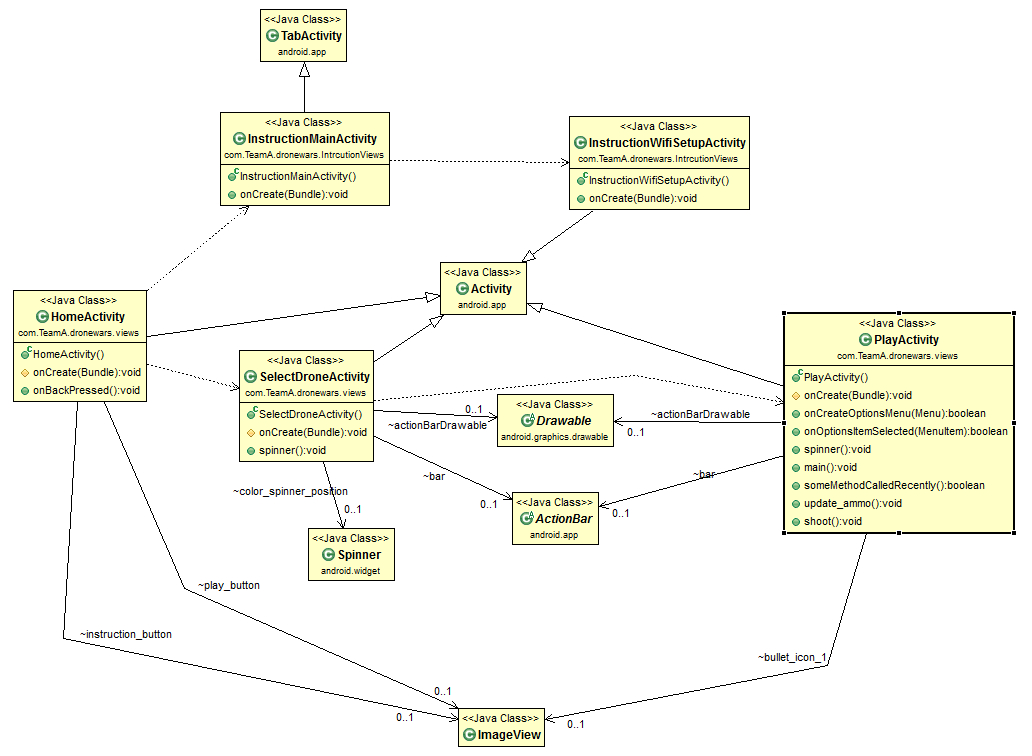 <<Java Class>>
TabActivity
android.app
<<Java Class>>
InstructionMainActivity
com.TeamA.dronewars.IntrcutionViews
InstructionMainActivity()
onCreate(Bundle):void
<<Java Class>>
InstructionWifiSetupActivity
com.TeamA.dronewars.IntrcutionViews
InstructionWifiSetupActivity()
onCreate(Bundle):void
<<Java Class>>
Activity
android.app
<<Java Class>>
HomeActivity
com.TeamA.dronewars.views
HomeActivity()
onCreate(Bundle):void
onBackPressed():void
<<Java Class>>
PlayActivity
com.TeamA.dronewars.views
PlayActivity()
onCreate(Bundle):void
onCreateOptionsMenu(Menu):boolean
onOptionsItemSelected(MenuItem):boolean
spinner():void
main():void
someMethodCalledRecently():boolean
update_ammo():void
shoot():void
<<Java Class>>
SelectDroneActivity
com.TeamA.dronewars.views
SelectDroneActivity()
onCreate(Bundle):void
spinner():void
0..1
~actionBarDrawable
<<Java Class>>
Drawable
android.graphics.drawable
~actionBarDrawable
0..1
~bar
0..1
<<Java Class>>
ActionBar
android.app
~bar
0..1
~color_spinner_position
0..1
<<Java Class>>
Spinner
android.widget
~play_button
0..1
~instruction_button
0..1
~bullet_icon_1
0..1
<<Java Class>>
ImageView